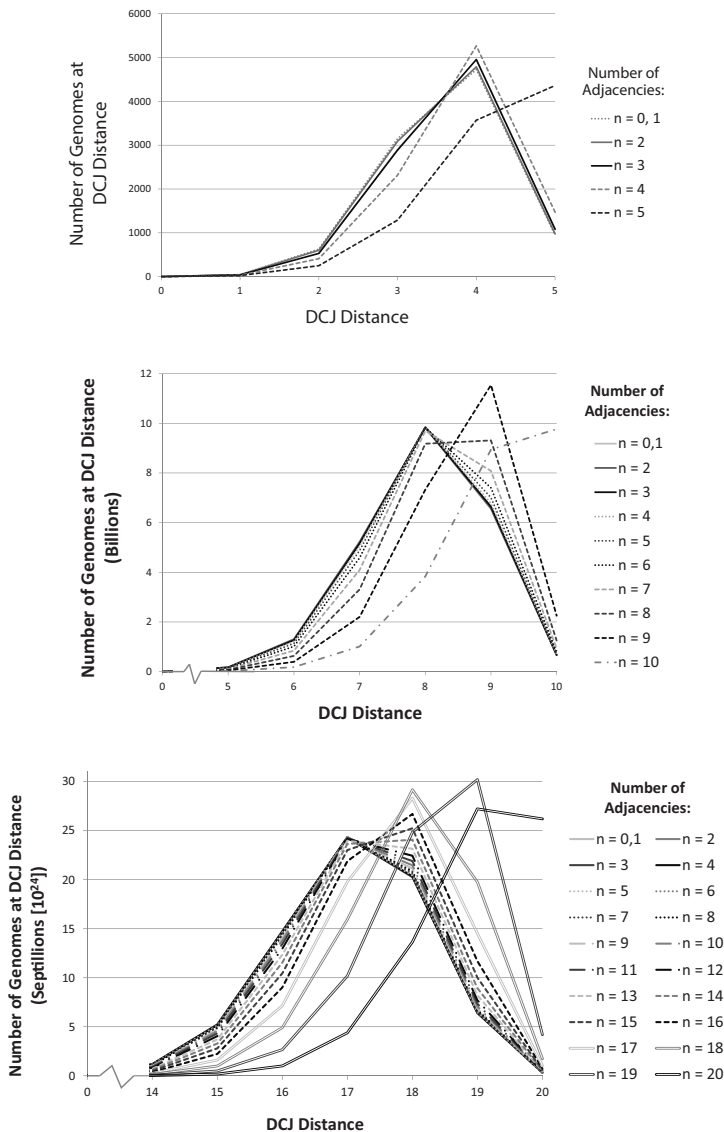 6000
5000
4000
3000
2000
1000
0
Number of Genomes at
DCJ Distance
0 1 2 3 4 5
DCJ Distance
Number of
Adjacencies:
n = 0, 1
n = 2
n = 3
n = 4
n = 5
12
10
8
6
4
2
0
Number of Genomes at DCJ Distance
(Billions)
0 5 6 7 8 9 10
DCJ Distance
Number of
Adjacencies:
n = 0,1
n = 2
n = 3
n = 4
n = 5
n = 6
n = 7
n = 8
n = 9
n = 10
30
25
20
15
10
5
0
Number of Genomes at DCJ Distance
(Septillions [10²⁴])
0 14 15 16 17 18 19 20
DCJ Distance
Number of
Adjacencies:
n = 0,1 n = 2
n = 3 n = 4
n = 5 n = 6
n = 7 n = 8
n = 9 n = 10
n = 11 n = 12
n = 13 n = 14
n = 15 n = 16
n = 17 n = 18
n = 19 n = 20